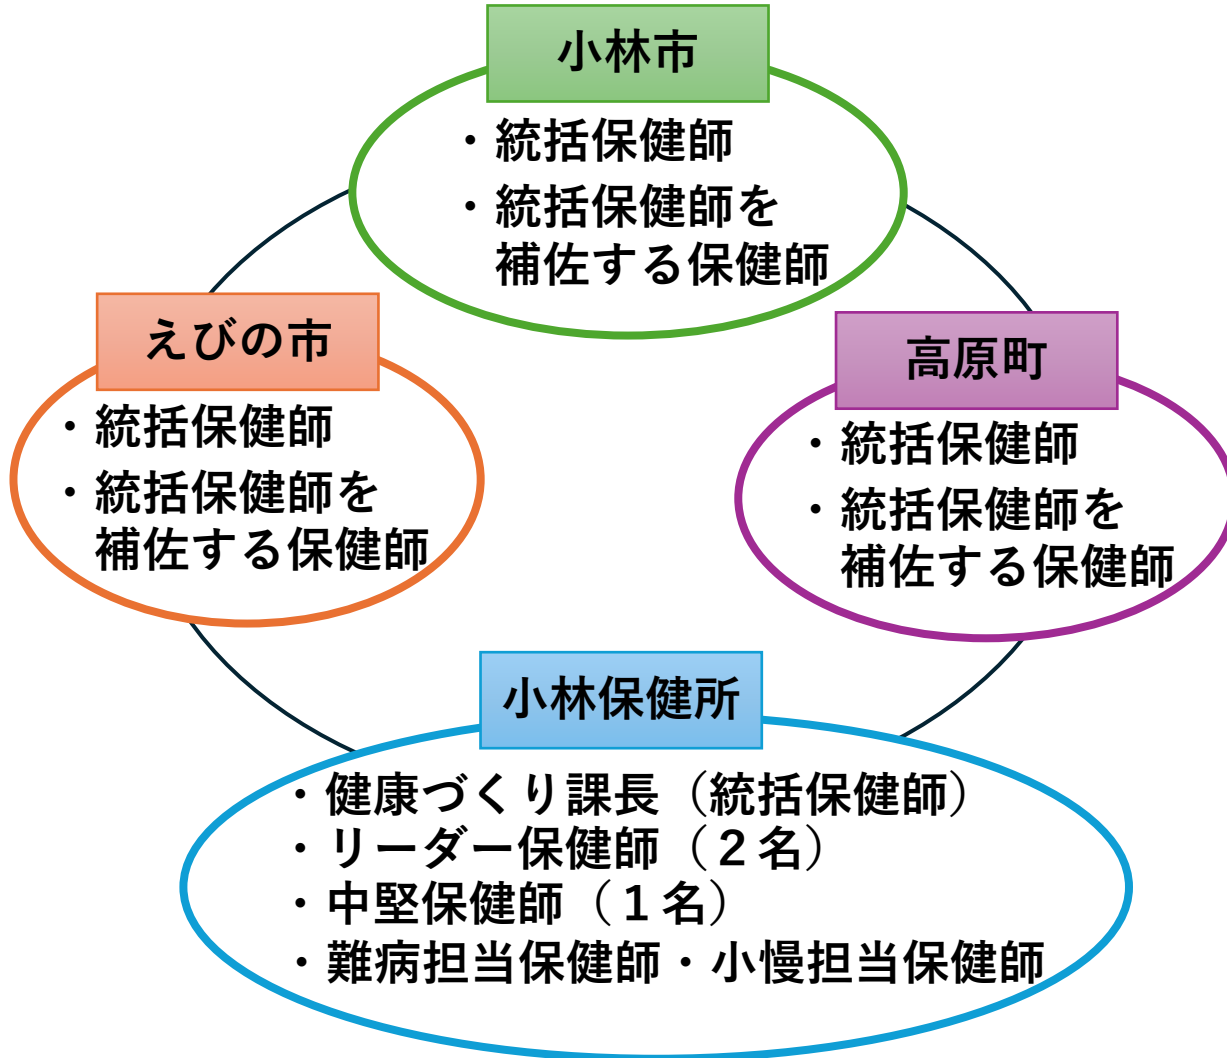 小林市
・統括保健師
・統括保健師を
補佐する保健師
えびの市
・統括保健師
・統括保健師を
補佐する保健師
高原町
・統括保健師
・統括保健師を
補佐する保健師
小林保健所
・健康づくり課長（統括保健師）
・リーダー保健師（２名）
・中堅保健師（１名）
・難病担当保健師・小慢担当保健師